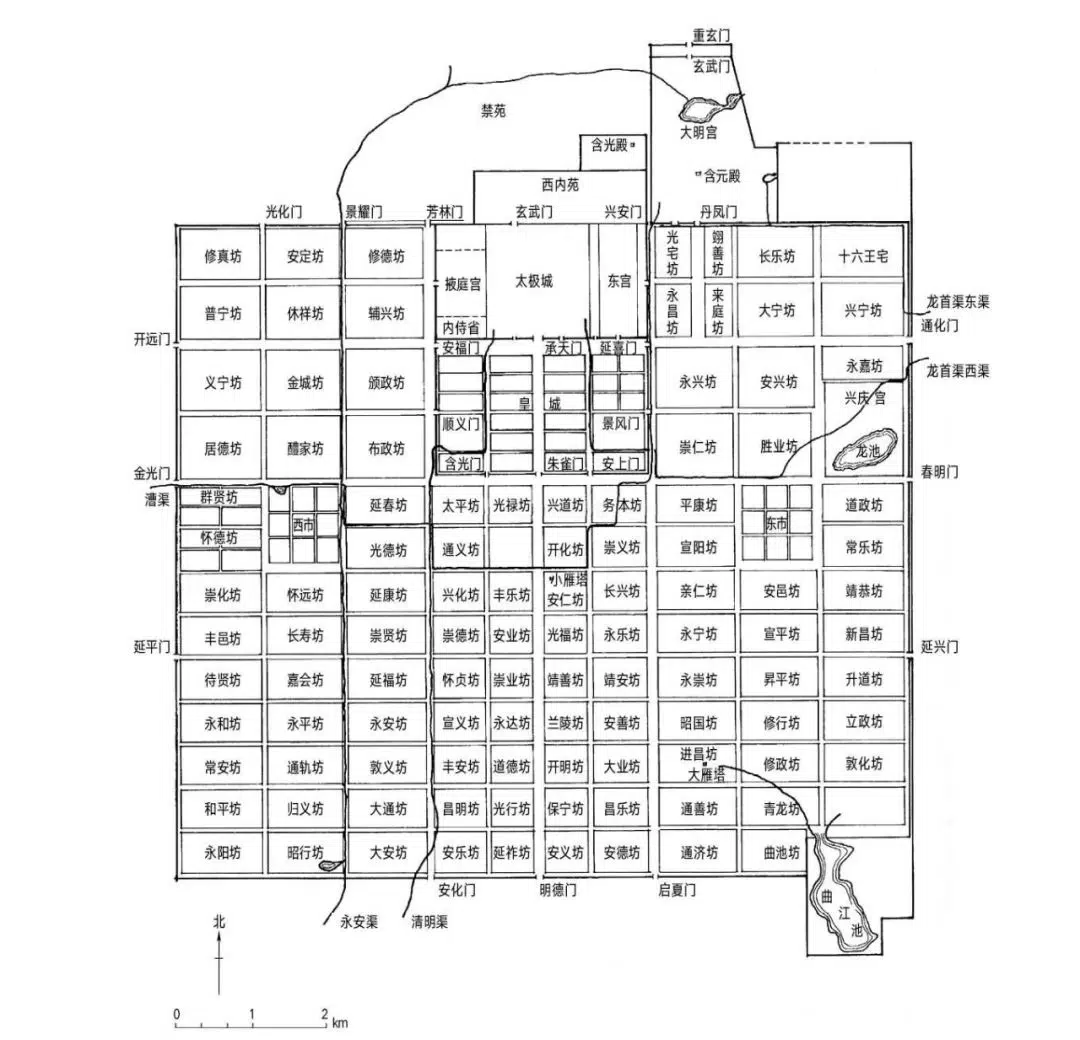 重玄门
玄武门
禁苑
大明宫
含光殿
含元殿
西内苑
光化门
景耀门
芳林门
玄武门
兴安门
丹凤门
修真坊
安定坊
修德坊
掖庭宫
太极城
东宫
光宅坊
翊善坊
长乐坊
十六王宅
普宁坊
休祥坊
辅兴坊
内侍省
永昌坊
来庭坊
大宁坊
兴宁坊
龙首渠东渠
通化门
开远门
安福门
承天门
延喜门
义宁坊
金城坊
颁政坊
永兴坊
安兴坊
永嘉坊
龙首渠西渠
兴庆宫
皇城
顺义门
景风门
居德坊
醴家坊
布政坊
崇仁坊
胜业坊
龙池
金光门
含光门
朱雀门
安上门
春明门
漕渠
群贤坊
西市
延春坊
太平坊
光禄坊
兴道坊
务本坊
平康坊
东市
道政坊
怀德坊
光德坊
通义坊
开化坊
崇义坊
宣阳坊
常乐坊
小雁塔
崇化坊
怀远坊
延康坊
兴化坊
丰乐坊
安仁坊
长兴坊
亲仁坊
安邑坊
靖恭坊
延平门
丰邑坊
长寿坊
崇贤坊
崇德坊
安业坊
光福坊
永乐坊
永宁坊
宣平坊
新昌坊
延兴门
待贤坊
嘉会坊
延福坊
怀贞坊
崇业坊
靖善坊
靖安坊
永崇坊
昇平坊
升道坊
永和坊
永平坊
永安坊
宣义坊
永达坊
兰陵坊
安善坊
昭国坊
修行坊
立政坊
常安坊
通轨坊
敦义坊
丰安坊
道德坊
开明坊
大业坊
进昌坊
大雁塔
修政坊
敦化坊
和平坊
归义坊
大通坊
昌明坊
光行坊
保宁坊
昌乐坊
通善坊
青龙坊
永阳坊
昭行坊
大安坊
安乐坊
延祚坊
安义坊
安德坊
通济坊
曲池坊
安化门
明德门
启夏门
曲江池
北
永安渠
清明渠
0 1 2 km